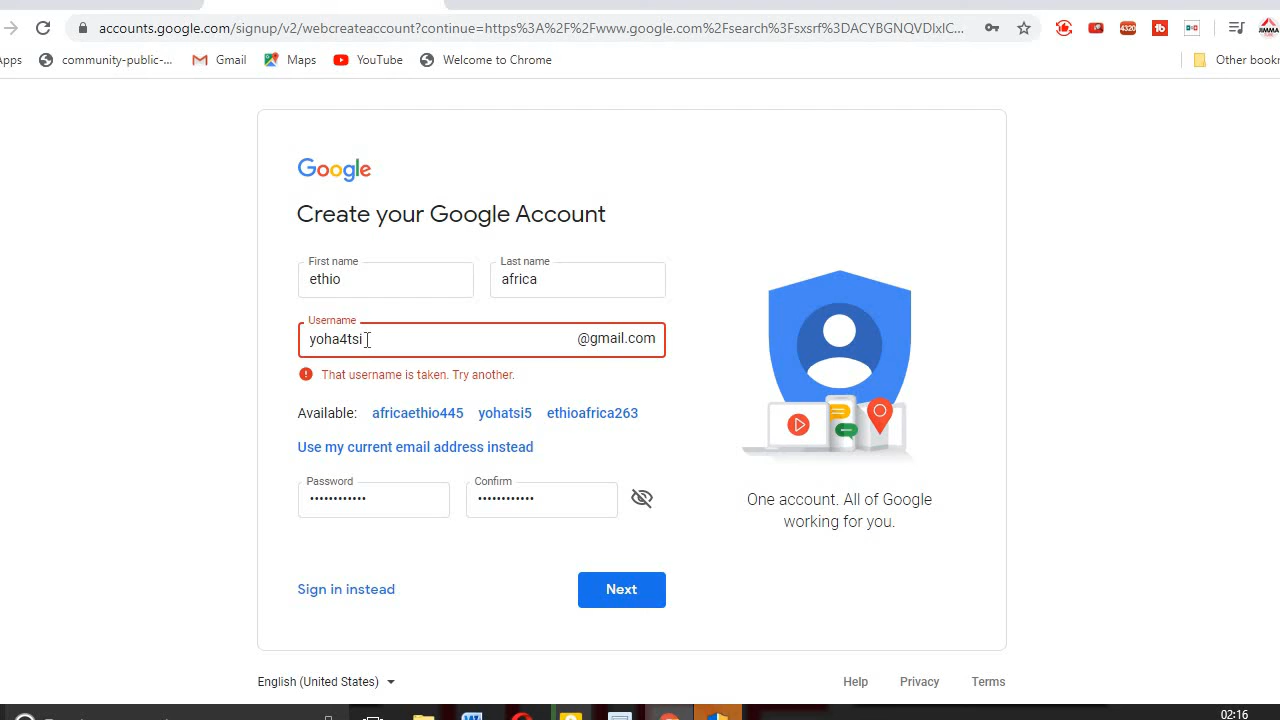 accounts.google.com/signup/v2/webcreateaccount?continue=https%3A%2F%2Fwww.google.com%2Fsearch%3Fsxsrf%3DACYBGNQVDlxlC...
4320
JIMMA
pps community-public-... Gmail Maps YouTube Welcome to Chrome Other bookr
Google
Create your Google Account
First name Last name
ethio africa
Username
yoha4tsi @gmail.com
That username is taken. Try another.
Available: africaethio445 yohatsi5 ethioafrica263
Use my current email address instead
Password Confirm
•••••••••••• ••••••••••••
One account. All of Google
working for you.
Sign in instead Next
English (United States) Help Privacy Terms
02:16